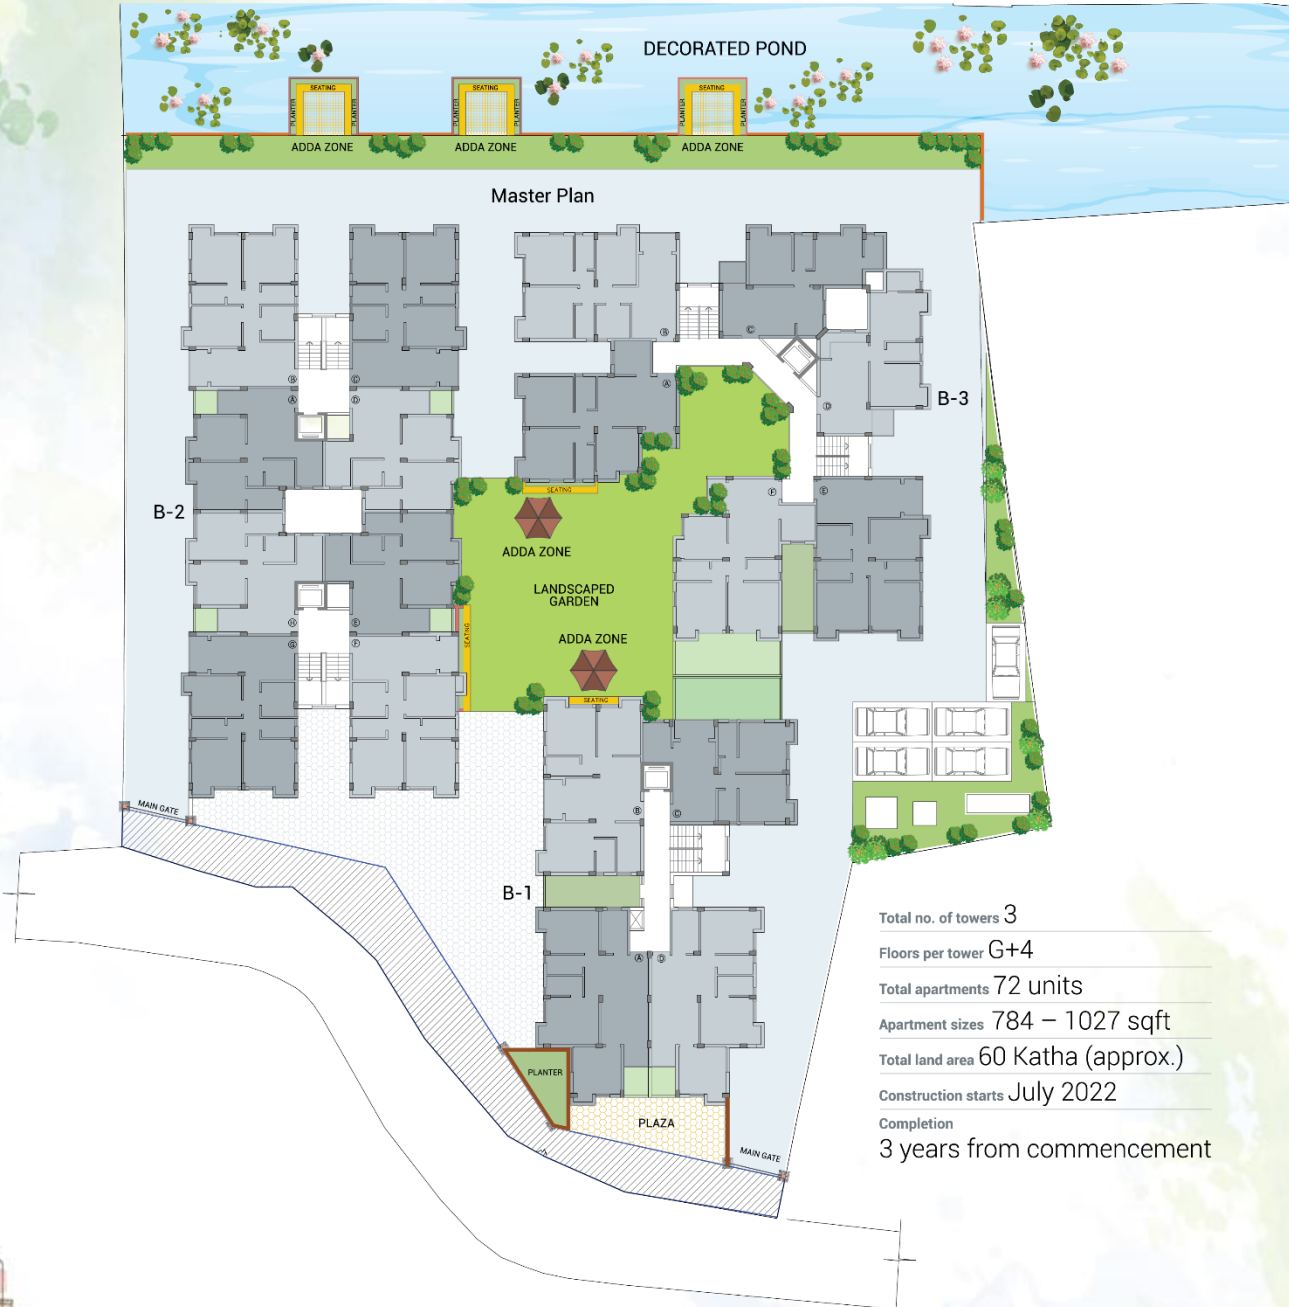 DECORATED POND
SEATING
PLANTER
PLANTER
SEATING
PLANTER
PLANTER
SEATING
PLANTER
PLANTER
ADDA ZONE
ADDA ZONE
ADDA ZONE
Master Plan
B
C
B
C
A
D
A
D
B-3
SEATING
F
E
B-2
ADDA ZONE
LANDSCAPED
GARDEN
H
E
SEATING
ADDA ZONE
G
F
SEATING
MAIN GATE
B
C
B-1
A
D
PLANTER
PLAZA
MAIN GATE
Total no. of towers 3
Floors per tower G+4
Total apartments 72 units
Apartment sizes 784 – 1027 sqft
Total land area 60 Katha (approx.)
Construction starts July 2022
Completion
3 years from commencement